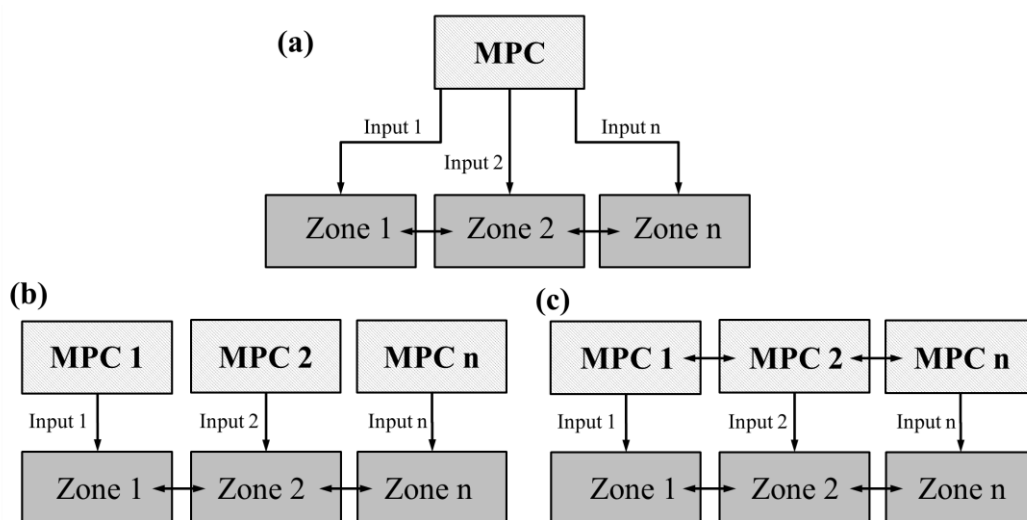 (a)
MPC
Input 1
Input 2
Input n
Zone 1
Zone 2
Zone n
(b)
MPC 1
MPC 2
MPC n
Input 1
Input 2
Input n
Zone 1
Zone 2
Zone n
(c)
MPC 1
MPC 2
MPC n
Input 1
Input 2
Input n
Zone 1
Zone 2
Zone n